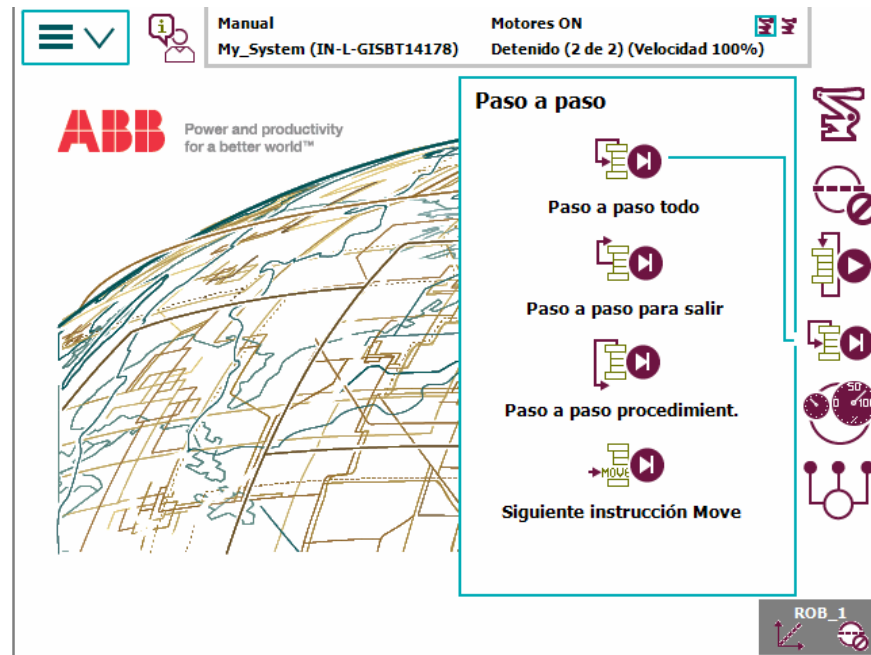 Manual
My_System (IN-L-GISBT14178)
Motores ON
Detenido (2 de 2) (Velocidad 100%)
ABB
Power and productivity
for a better world™
Paso a paso
Paso a paso todo
Paso a paso para salir
Paso a paso procedimient.
MOVE
Siguiente instrucción Move
0
50
100
%
ROB_1